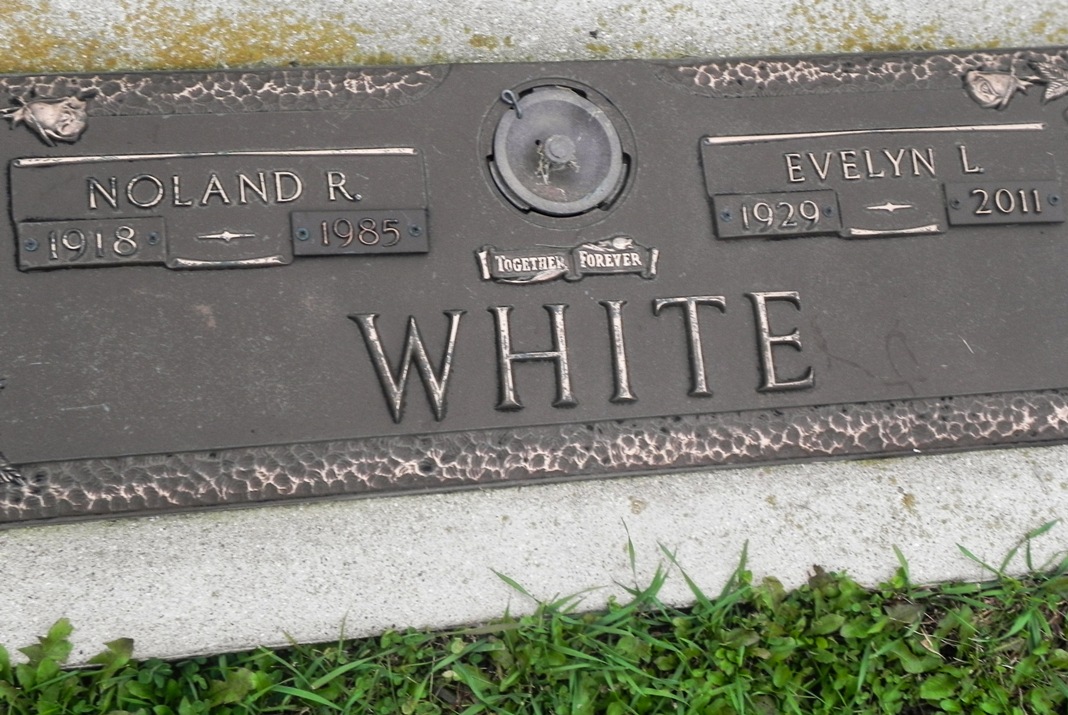 NOLAND R.
1918 1985
EVELYN L.
1929 2011
TOGETHER FOREVER
WHITE